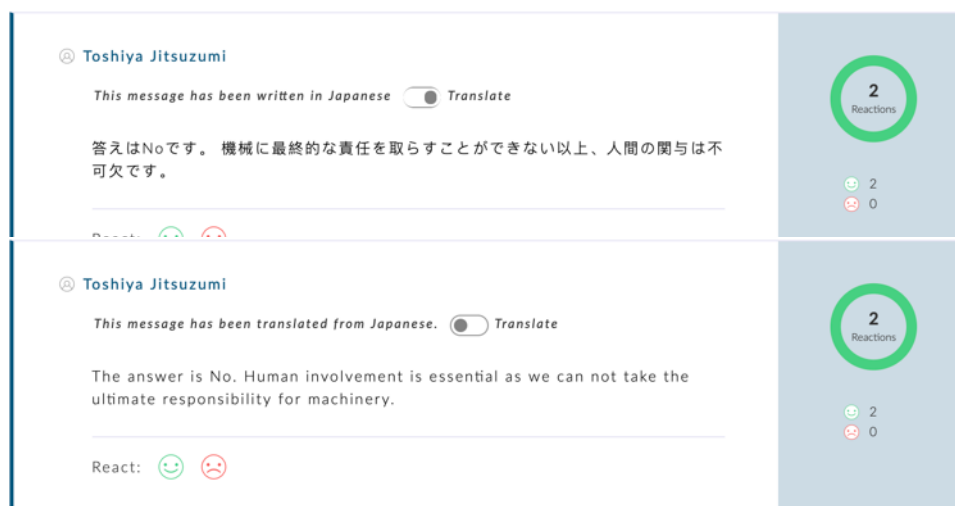 Toshiya Jitsuzumi
This message has been written in Japanese Translate
2
Reactions
答えはNoです。 機械に最終的な責任を取らすことができない以上、人間の関与は不
可欠です。
2
0
React:
Toshiya Jitsuzumi
This message has been translated from Japanese. Translate
2
Reactions
The answer is No. Human involvement is essential as we can not take the
ultimate responsibility for machinery.
2
0
React: